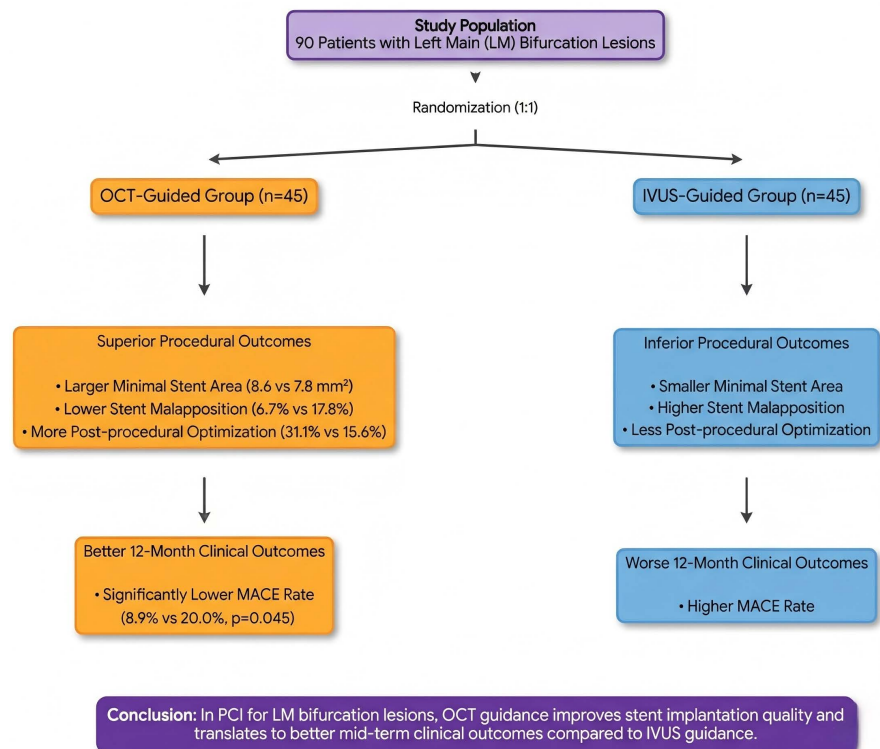 Study Population
90 Patients with Left Main (LM) Bifurcation Lesions
Randomization (1:1)
OCT-Guided Group (n=45)
IVUS-Guided Group (n=45)
Superior Procedural Outcomes
• Larger Minimal Stent Area (8.6 vs 7.8 mm²)
• Lower Stent Malapposition (6.7% vs 17.8%)
• More Post-procedural Optimization (31.1% vs 15.6%)
Inferior Procedural Outcomes
• Smaller Minimal Stent Area
• Higher Stent Malapposition
• Less Post-procedural Optimization
Better 12-Month Clinical Outcomes
• Significantly Lower MACE Rate
(8.9% vs 20.0%, p=0.045)
Worse 12-Month Clinical Outcomes
• Higher MACE Rate
Conclusion: In PCI for LM bifurcation lesions, OCT guidance improves stent implantation quality and
translates to better mid-term clinical outcomes compared to IVUS guidance.